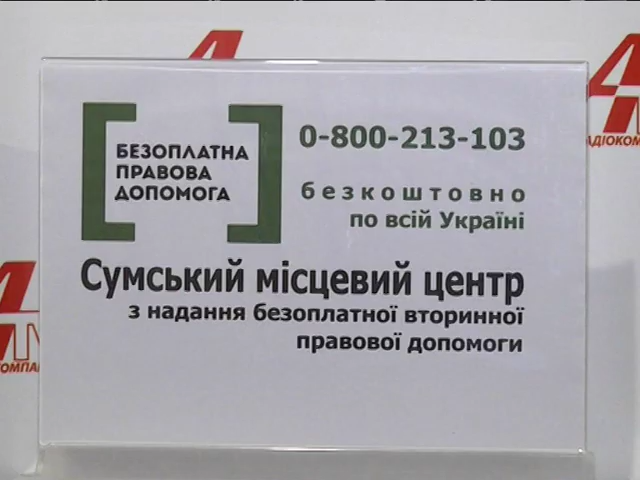 БЕЗОПЛАТНА
ПРАВОВА
ДОПОМОГА
0-800-213-103
безкоштовно
по всій Україні
Сумський місцевий центр
з надання безоплатної вторинної
правової допомоги